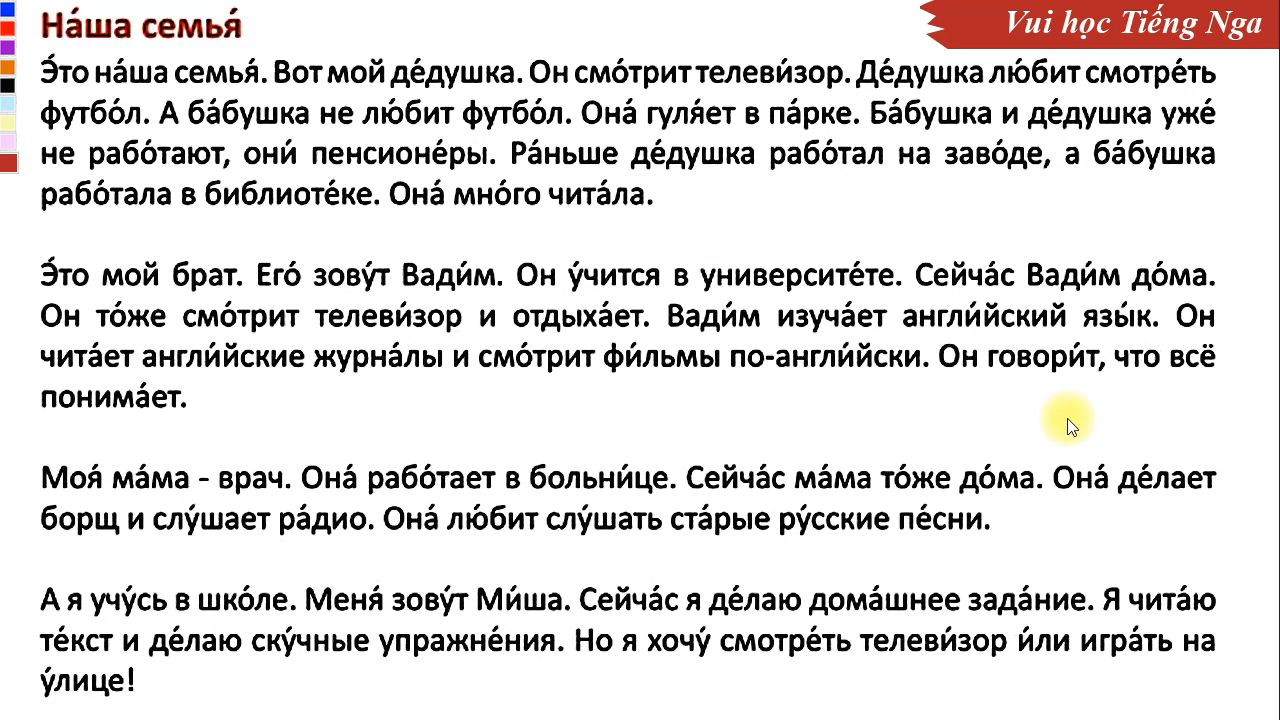 На́ша семья́
Vui học Tiếng Nga
Э́то на́ша семья́. Вот мой де́душка. Он смо́трит телеви́зор. Де́душка лю́бит смотре́ть
футбо́л. А ба́бушка не лю́бит футбо́л. Она́ гуля́ет в па́рке. Ба́бушка и де́душка уже́
не рабо́тают, они́ пенсионе́ры. Ра́ньше де́душка рабо́тал на заво́де, а ба́бушка
рабо́тала в библиоте́ке. Она́ мно́го чита́ла.
Э́то мой брат. Его́ зову́т Вади́м. Он у́чится в университе́те. Сейча́с Вади́м до́ма.
Он то́же смо́трит телеви́зор и отдыха́ет. Вади́м изуча́ет англи́йский язы́к. Он
чита́ет англи́йские журна́лы и смо́трит фи́льмы по-англи́йски. Он говори́т, что всё
понима́ет.
Моя́ ма́ма - врач. Она́ рабо́тает в больни́це. Сейча́с ма́ма то́же до́ма. Она́ де́лает
борщ и слу́шает ра́дио. Она́ лю́бит слу́шать ста́рые ру́сские пе́сни.
А я учу́сь в шко́ле. Меня́ зову́т Ми́ша. Сейча́с я де́лаю дома́шнее зада́ние. Я чита́ю
те́кст и де́лаю ску́чные упражне́ния. Но я хочу́ смотре́ть телеви́зор и́ли игра́ть на
у́лице!